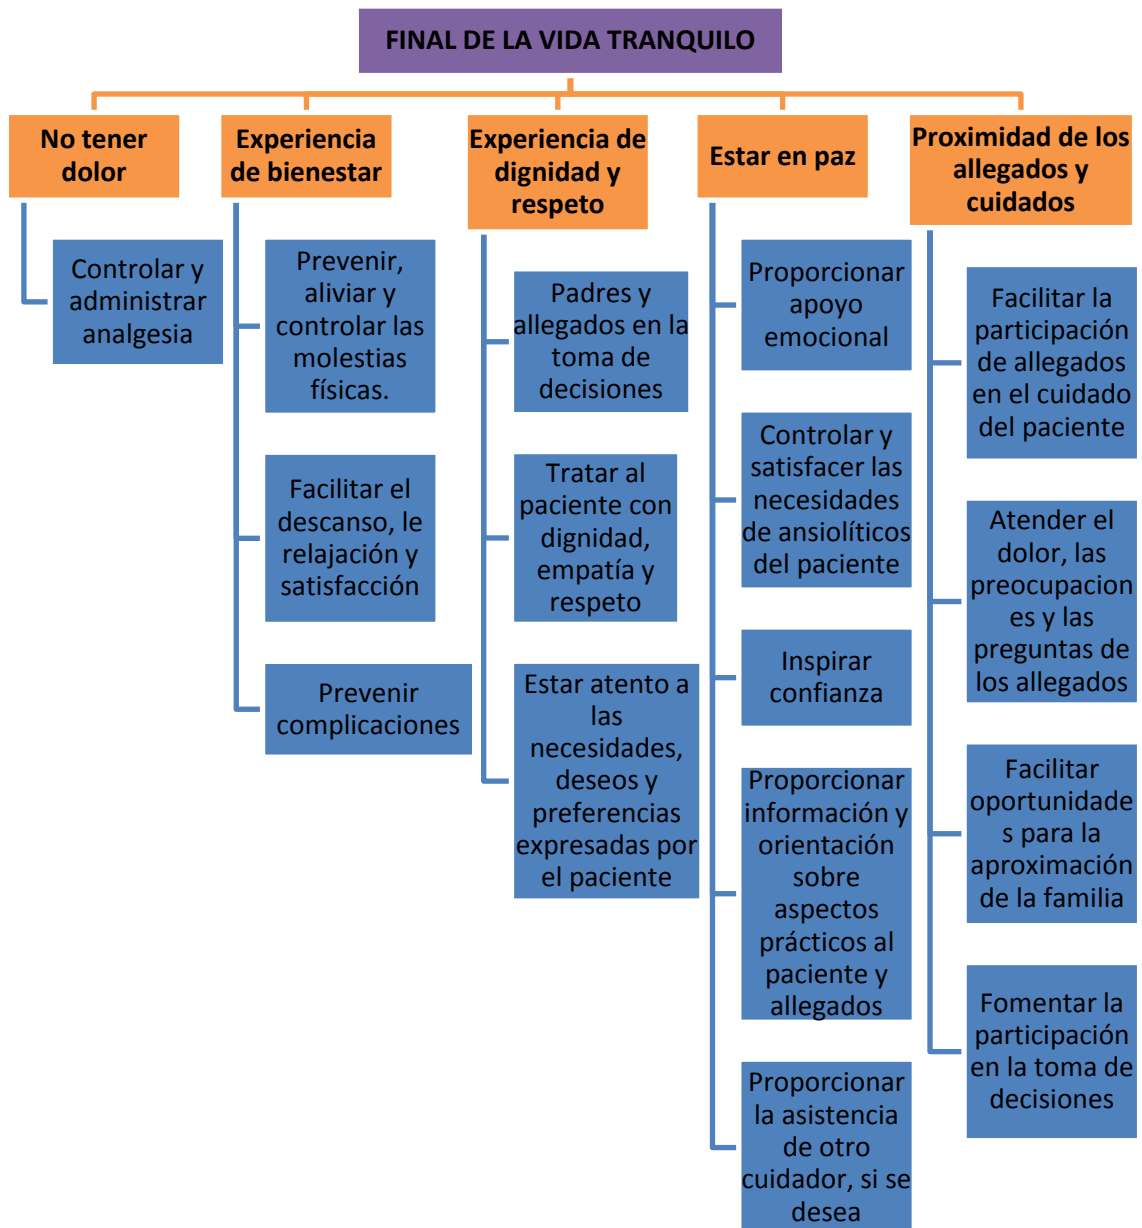 FINAL DE LA VIDA TRANQUILO
No tener
dolor
Controlar y
administrar
analgesia
Experiencia
de bienestar
Prevenir,
aliviar y
controlar las
molestias
físicas.
Facilitar el
descanso, le
relajación y
satisfacción
Prevenir
complicaciones
Experiencia de
dignidad y
respeto
Padres y
allegados en la
toma de
decisiones
Tratar al
paciente con
dignidad,
empatía y
respeto
Estar atento a
las
necesidades,
deseos y
preferencias
expresadas por
el paciente
Estar en paz
Proporcionar
apoyo
emocional
Controlar y
satisfacer las
necesidades
de ansiolíticos
del paciente
Inspirar
confianza
Proporcionar
información y
orientación
sobre
aspectos
prácticos al
paciente y
allegados
Proporcionar
la asistencia
de otro
cuidador, si se
desea
Proximidad de los
allegados y
cuidados
Facilitar la
participación
de allegados
en el cuidado
del paciente
Atender el
dolor, las
preocupacion
es y las
preguntas de
los allegados
Facilitar
oportunidade
s para la
aproximación
de la familia
Fomentar la
participación
en la toma de
decisiones